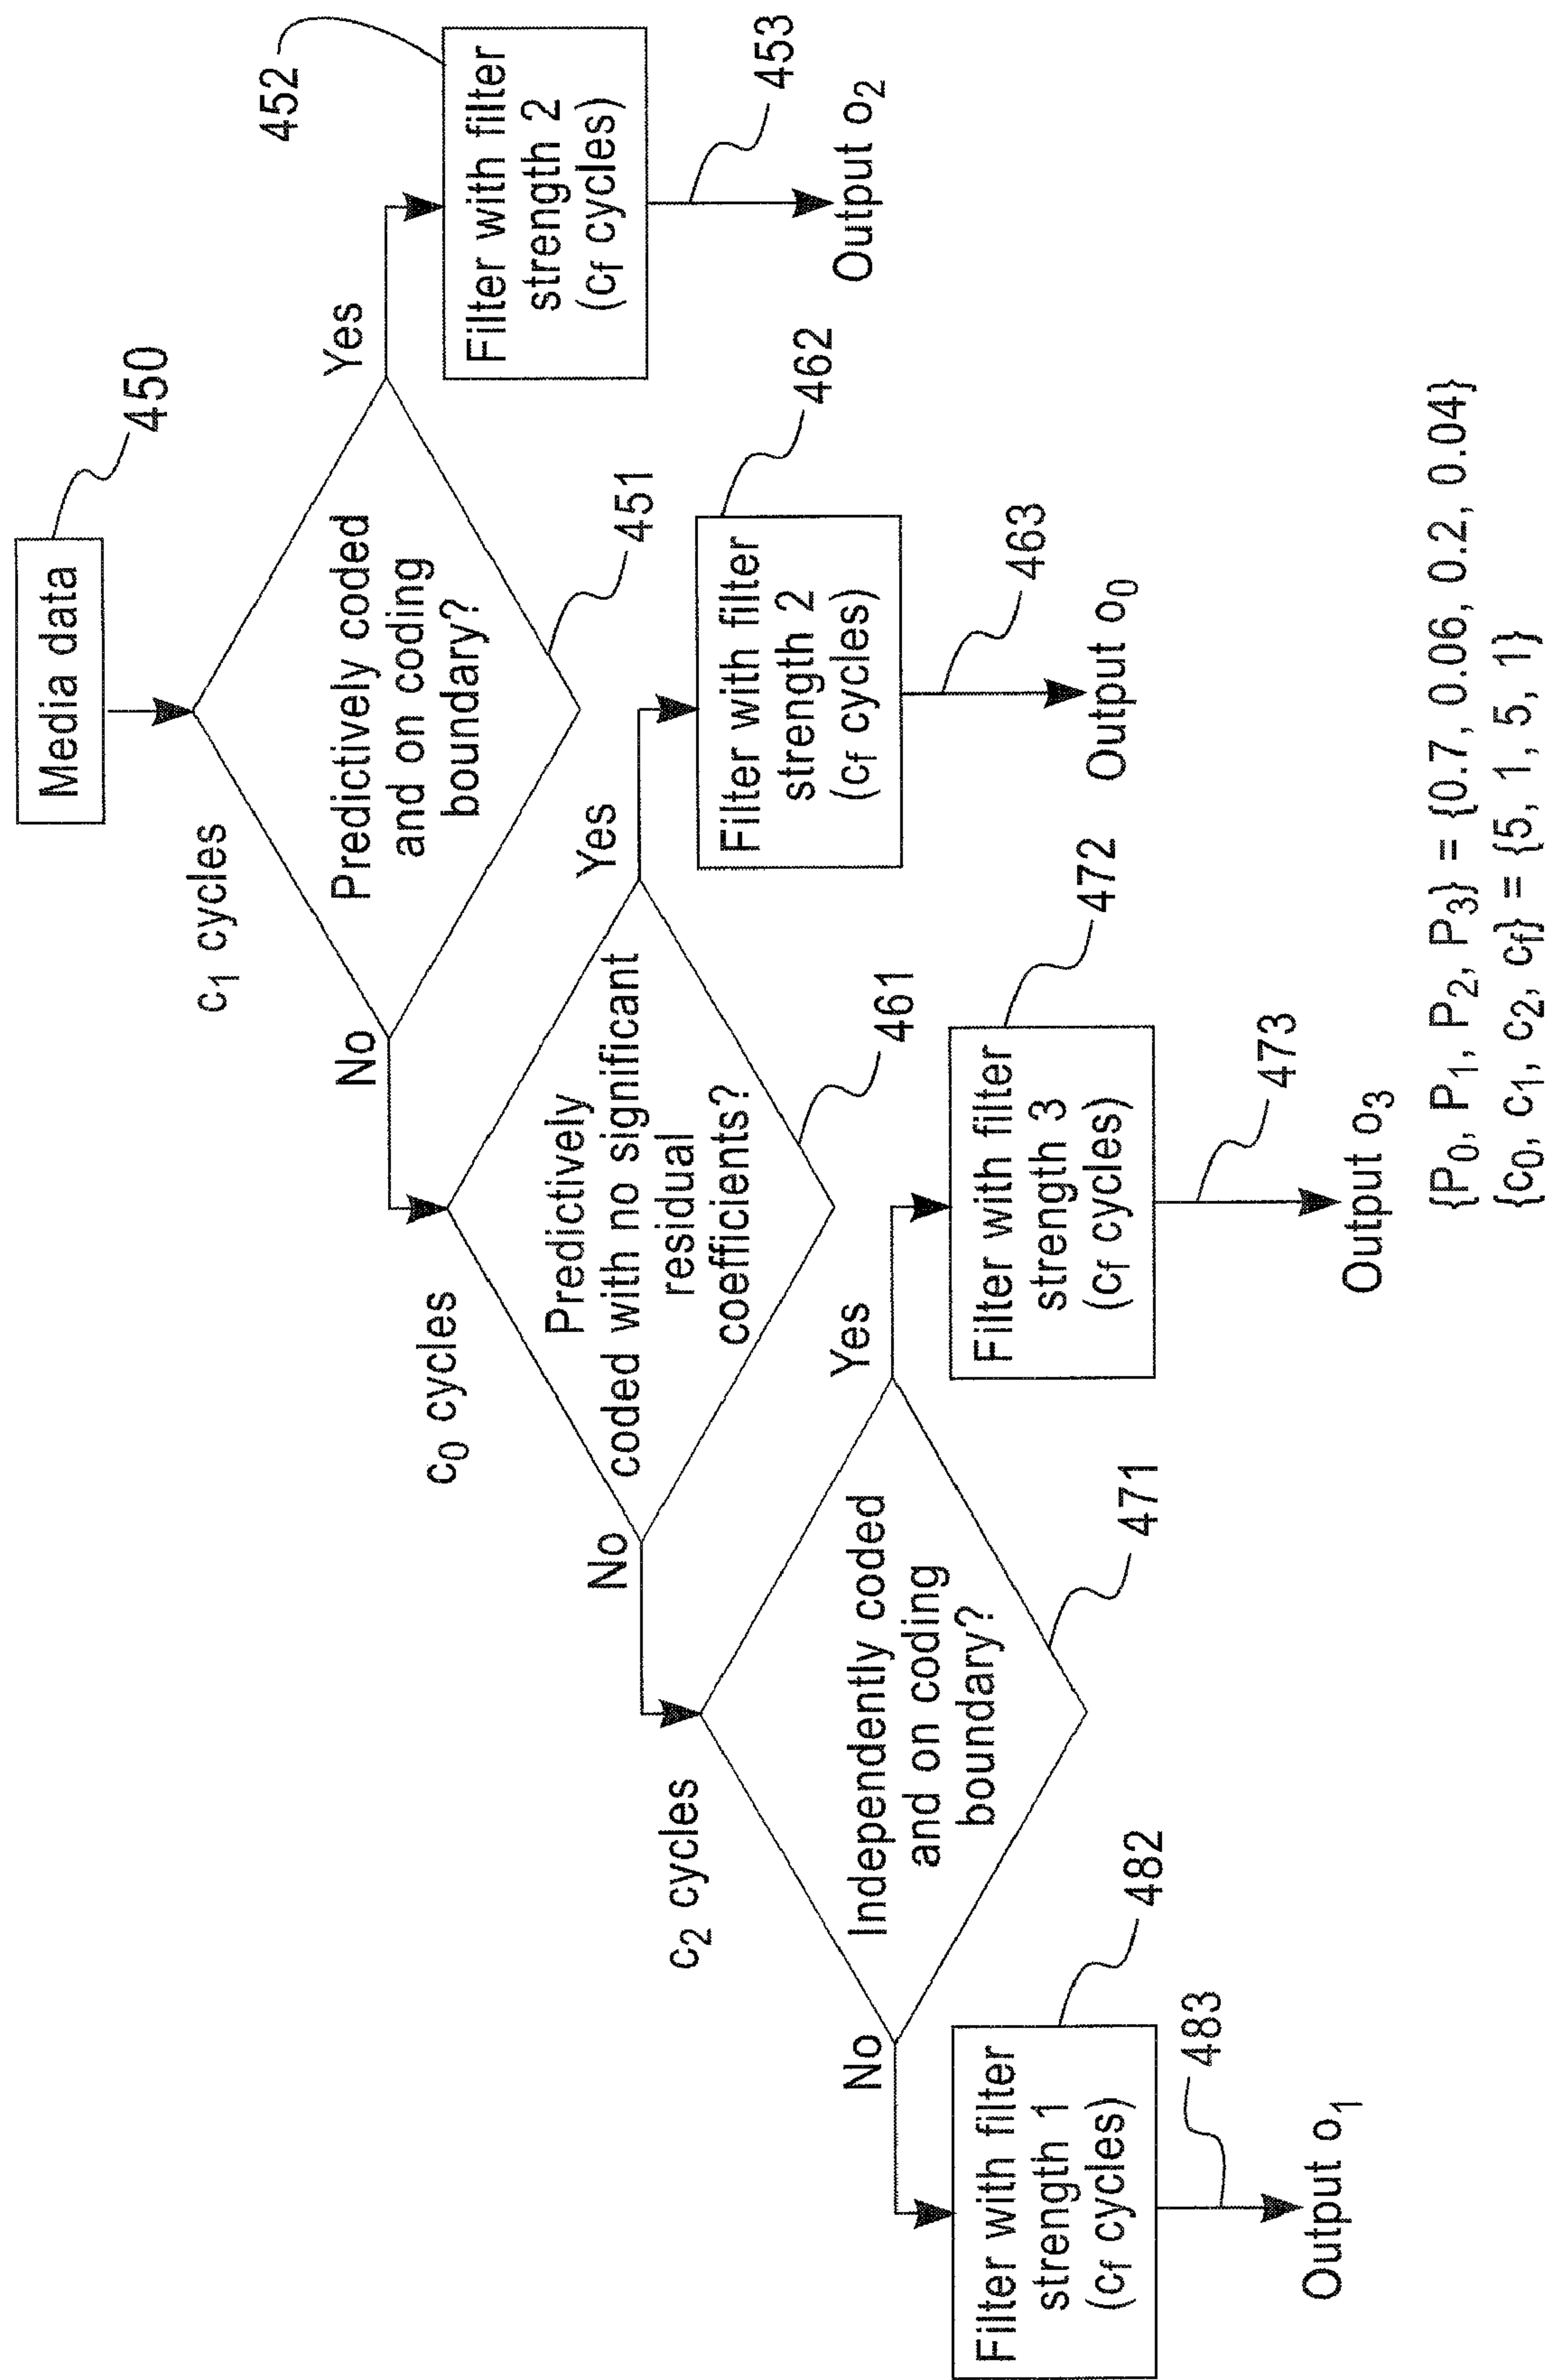 Media data
450
c1 cycles
Predictively coded
and on coding
boundary?
451
Yes
No
452
Filter with filter
strength 2
(cf cycles)
453
Output o2
c0 cycles
Predictively
coded with no significant
residual
coefficients?
461
Yes
No
462
Filter with filter
strength 2
(cf cycles)
463
Output o0
c2 cycles
Independently coded
and on coding
boundary?
471
Yes
No
472
Filter with filter
strength 3
(cf cycles)
473
Output o3
482
Filter with filter
strength 1
(cf cycles)
483
Output o1
{P0, P1, P2, P3} = {0.7, 0.06, 0.2, 0.04}
{c0, c1, c2, cf} = {5, 1, 5, 1}